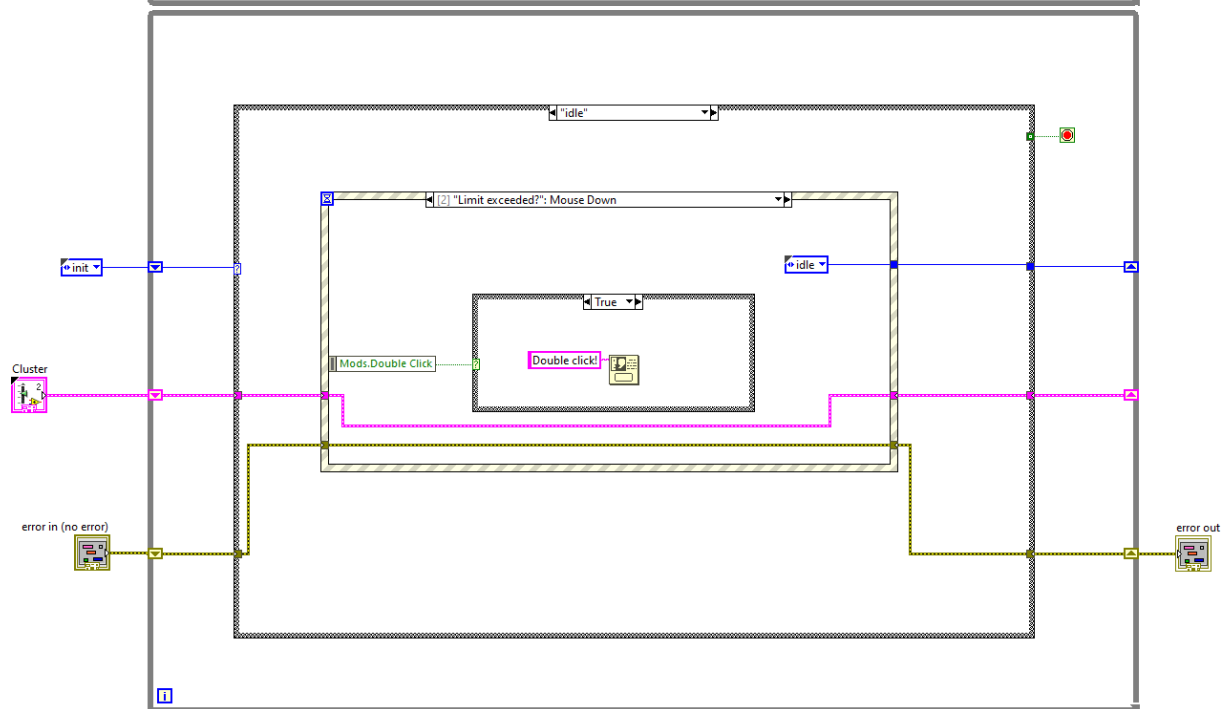 "idle"
[2] "Limit exceeded?": Mouse Down
init
?
idle
True
Mods.Double Click
?
Double click!
Cluster
2
error in (no error)
error out
i